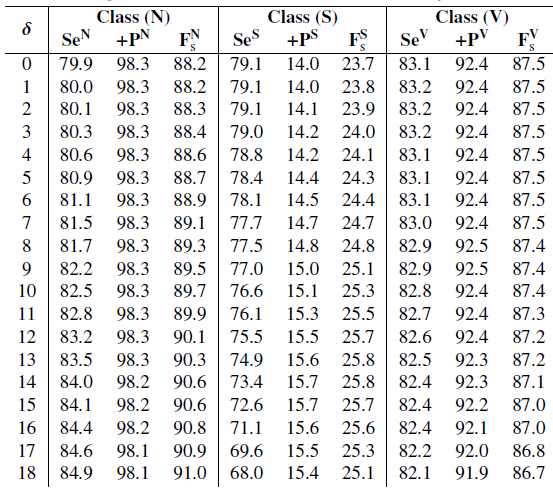 δ Class (N) Class (S) Class (V)
Se^N +P^N F_s^N Se^S +P^S F_s^S Se^V +P^V F_s^V
0 79.9 98.3 88.2 79.1 14.0 23.7 83.1 92.4 87.5
1 80.0 98.3 88.2 79.1 14.0 23.8 83.2 92.4 87.5
2 80.1 98.3 88.3 79.1 14.1 23.9 83.2 92.4 87.5
3 80.3 98.3 88.4 79.0 14.2 24.0 83.2 92.4 87.5
4 80.6 98.3 88.6 78.8 14.2 24.1 83.1 92.4 87.5
5 80.9 98.3 88.7 78.4 14.4 24.3 83.1 92.4 87.5
6 81.1 98.3 88.9 78.1 14.5 24.4 83.1 92.4 87.5
7 81.5 98.3 89.1 77.7 14.7 24.7 83.0 92.4 87.5
8 81.7 98.3 89.3 77.5 14.8 24.8 82.9 92.5 87.4
9 82.2 98.3 89.5 77.0 15.0 25.1 82.9 92.5 87.4
10 82.5 98.3 89.7 76.6 15.1 25.3 82.8 92.4 87.4
11 82.8 98.3 89.9 76.1 15.3 25.5 82.7 92.4 87.3
12 83.2 98.3 90.1 75.5 15.5 25.7 82.6 92.4 87.2
13 83.5 98.3 90.3 74.9 15.6 25.8 82.5 92.3 87.2
14 84.0 98.2 90.6 73.4 15.7 25.8 82.4 92.3 87.1
15 84.1 98.2 90.6 72.6 15.7 25.7 82.4 92.2 87.0
16 84.4 98.2 90.8 71.1 15.6 25.6 82.4 92.1 87.0
17 84.6 98.1 90.9 69.6 15.5 25.3 82.2 92.0 86.8
18 84.9 98.1 91.0 68.0 15.4 25.1 82.1 91.9 86.7